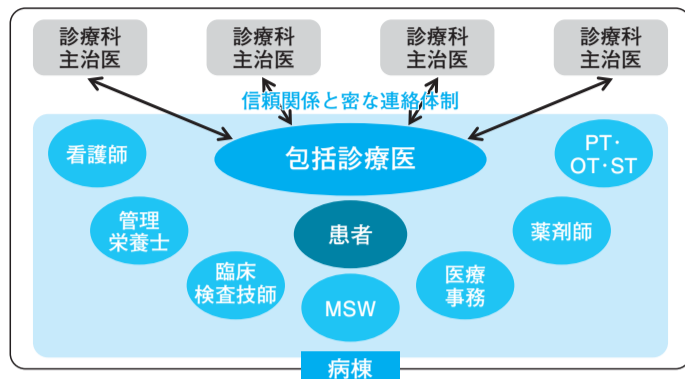 診療科
主治医
診療科
主治医
診療科
主治医
診療科
主治医
信頼関係と密な連絡体制
包括診療医
看護師
PT・
OT・ST
管理
栄養士
患者
薬剤師
臨床
検査技師
MSW
医療
事務
病棟